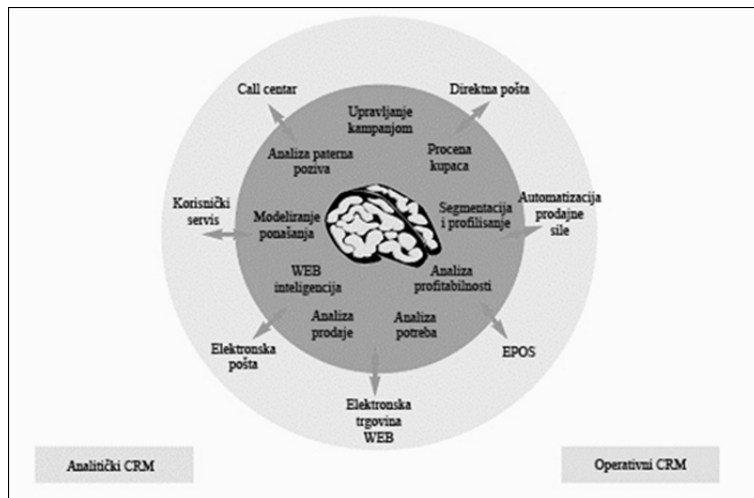 Call centar
Direktna pošta
Upravljanje
kampanjom
Analiza paterna
poziva
Procena
kupaca
Korisnički
servis
Modeliranje
ponašanja
Segmentacija
i profilisanje
Automatizacija
prodajne
sile
WEB
inteligencija
Analiza
profitabilnosti
Analiza
prodaje
Analiza
potreba
Elektronska
pošta
EPOS
Elektronska
trgovina
WEB
Analitički CRM
Operativni CRM